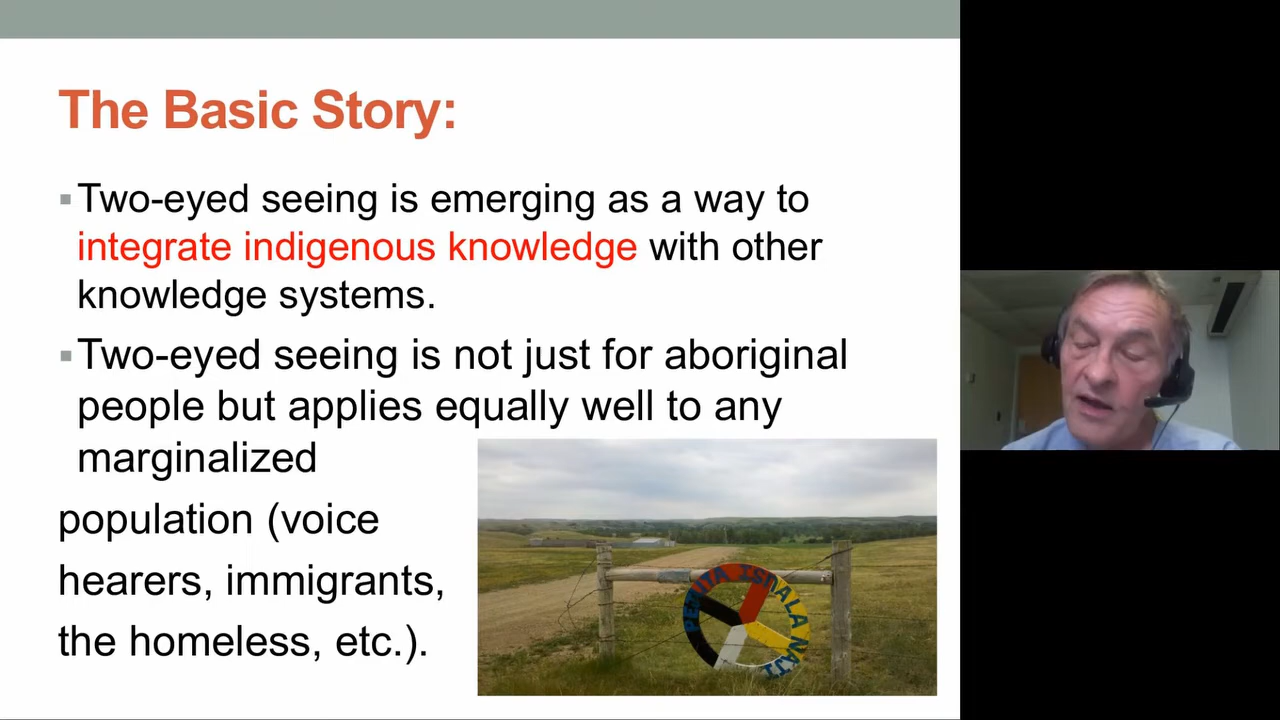 The Basic Story:
Two-eyed seeing is emerging as a way to
integrate indigenous knowledge with other
knowledge systems.
Two-eyed seeing is not just for aboriginal
people but applies equally well to any
marginalized
population (voice
hearers, immigrants,
the homeless, etc.).
ISNALA NAJI